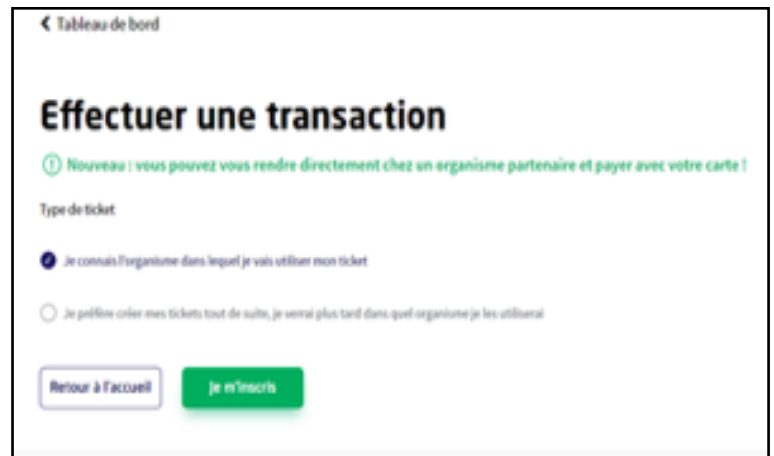 Tableau de bord
Effectuer une transaction
Nouveau : vous pouvez vous rendre directement chez un organisme partenaire et payer avec votre carte !
Type de ticket
Je connais l'organisme dans lequel je vais utiliser mon ticket
Je préfère créer mes tickets tout de suite, je verrai plus tard dans quel organisme je les utiliserai
Retour à l'accueil
Je m'inscris